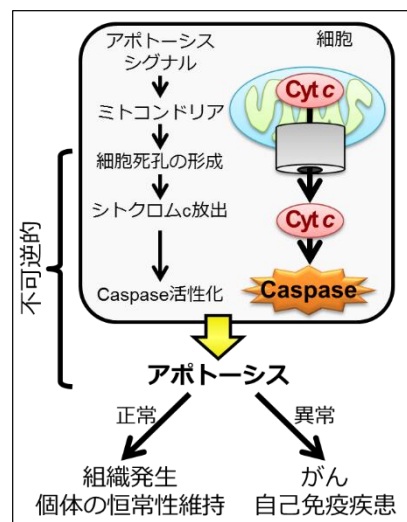 アポトーシス
シグナル
細胞
ミトコンドリア
細胞死孔の形成
シトクロムc放出
Caspase活性化
Cyt c
Cyt c
Caspase
不可逆的
アポトーシス
正常
異常
組織発生
個体の恒常性維持
がん
自己免疫疾患